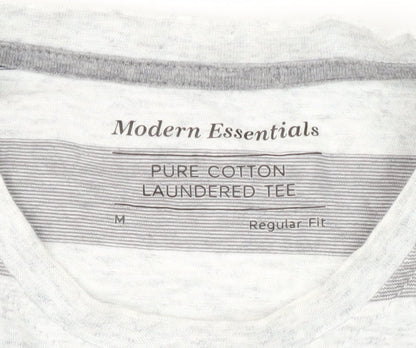 Modern Essentials
PURE COTTON
LAUNDERED TEE
M Regular Fit